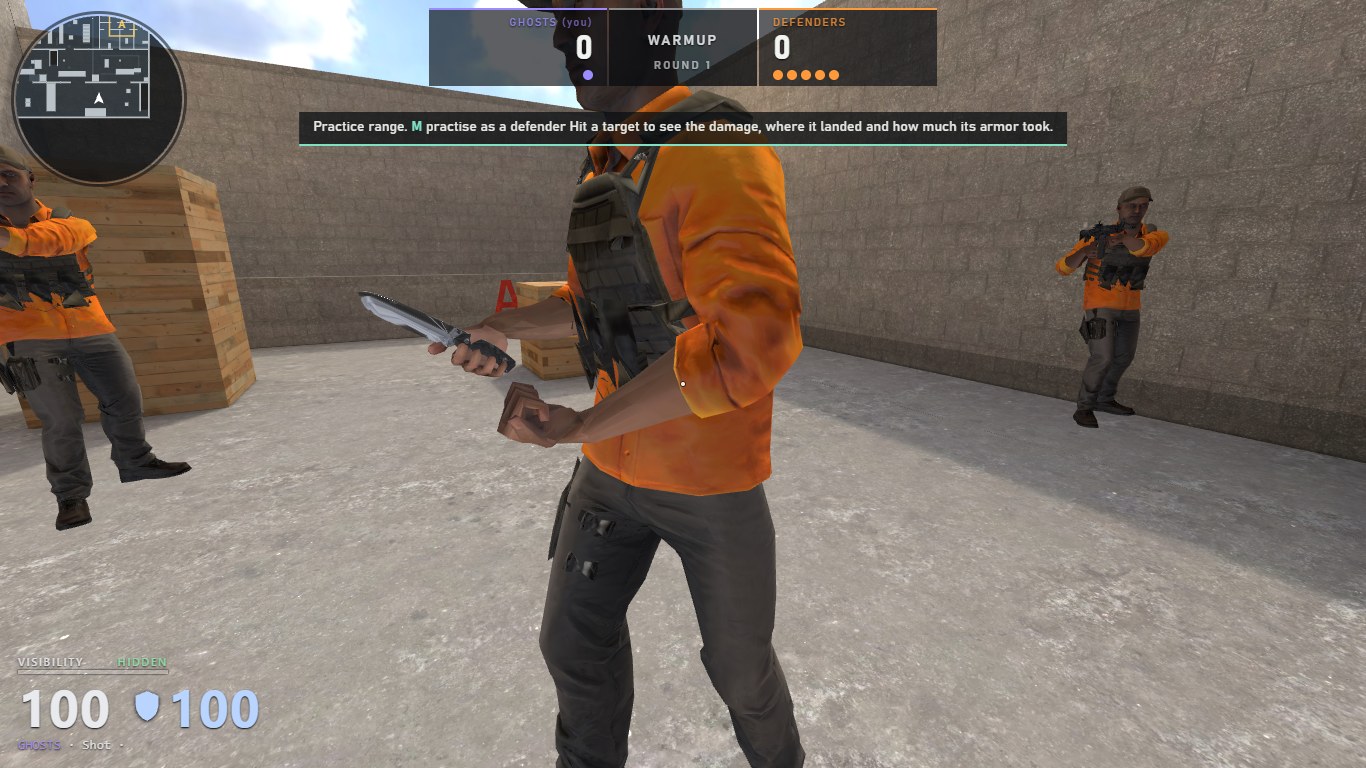 A
GHOSTS (you)
0
WARMUP
ROUND 1
DEFENDERS
0
Practice range. M practise as a defender Hit a target to see the damage, where it landed and how much its armor took.
A
VISIBILITY HIDDEN
100 100
GHOSTS · Shot ·